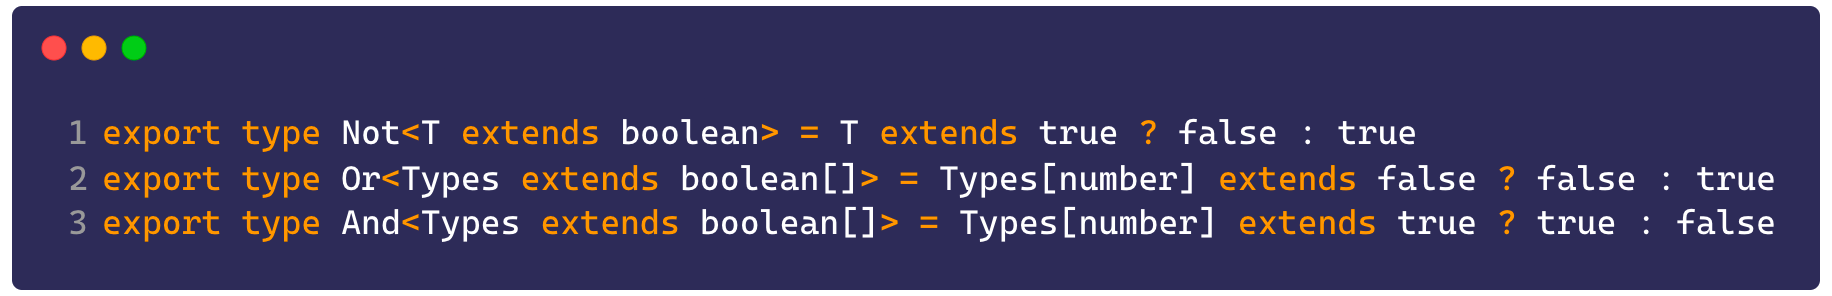 1 export type Not<T extends boolean> = T extends true ? false : true
2 export type Or<Types extends boolean[]> = Types[number] extends false ? false : true
3 export type And<Types extends boolean[]> = Types[number] extends true ? true : false